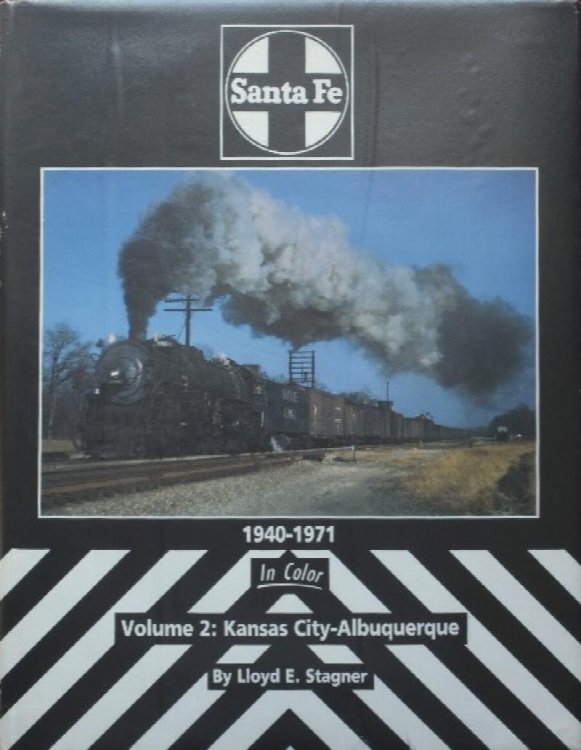 Santa Fe
1940-1971
In Color
Volume 2: Kansas City-Albuquerque
By Lloyd E. Stagner